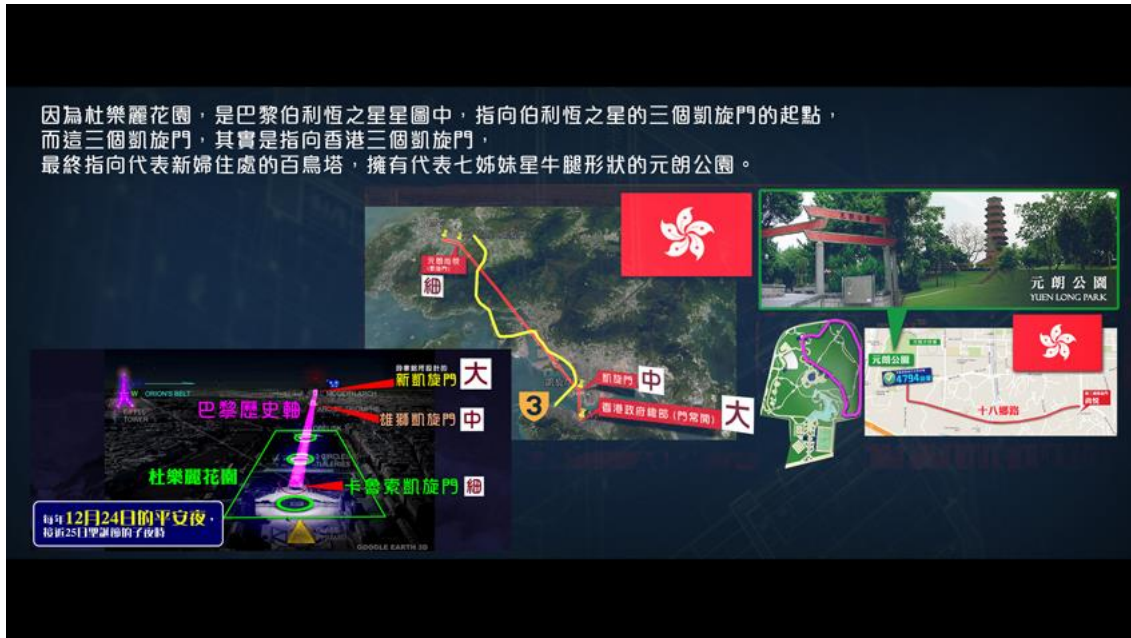 因為杜樂麗花園，是巴黎伯利恆之星星圖中，指向伯利恆之星的三個凱旋門的起點，
而這三個凱旋門，其實是指向香港三個凱旋門，
最終指向代表新婦住處的百鳥塔，擁有代表七姊妹星牛腿形狀的元朗公園。
細
凱旋門
中
香港政府總部（門常開）
大
3
元朗公園
YUEN LONG PARK
元朗公園
4794
十八鄉路
尚悅
新凱旋門
大
ORION'S BELT
巴黎歷史軸
雄獅凱旋門
中
杜樂麗花園
卡魯索凱旋門
細
每年12月24日的平安夜，
接近25日聖誕節的子夜時
GOOGLE EARTH 3D